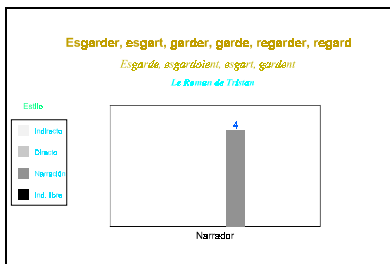 Esgarder, esgart, garder, garde, regarder, regard
Esgarde, esgardoient, esgart, gardent
Le Roman de Tristan
Estilo
Indirecto
Directo
Narración
Ind. libre
4
Narrador